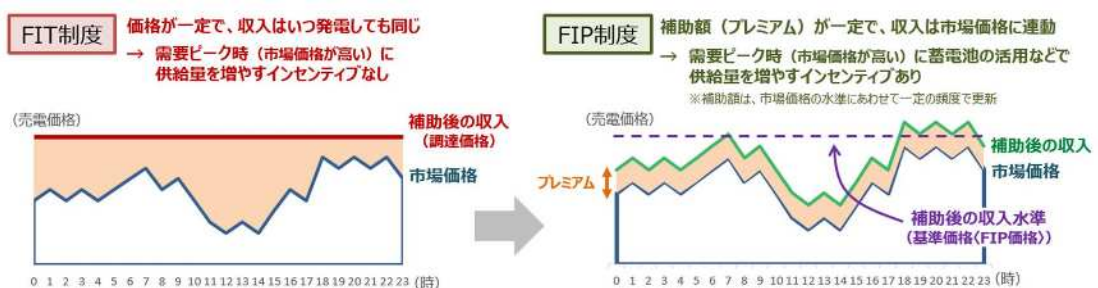 FIT制度
価格が一定で、収入はいつ発電しても同じ
→ 需要ピーク時（市場価格が高い）に
供給量を増やすインセンティブなし
（売電価格）
補助後の収入
（調達価格）
市場価格
0 1 2 3 4 5 6 7 8 9 10 11 12 13 14 15 16 17 18 19 20 21 22 23 （時）
FIP制度
補助額（プレミアム）が一定で、収入は市場価格に連動
→ 需要ピーク時（市場価格が高い）に蓄電池の活用などで
供給量を増やすインセンティブあり
※補助額は、市場価格の水準にあわせて一定の頻度で更新
（売電価格）
補助後の収入
市場価格
プレミアム
補助後の収入水準
（基準価格〈FIP価格〉）
0 1 2 3 4 5 6 7 8 9 10 11 12 13 14 15 16 17 18 19 20 21 22 23 （時）